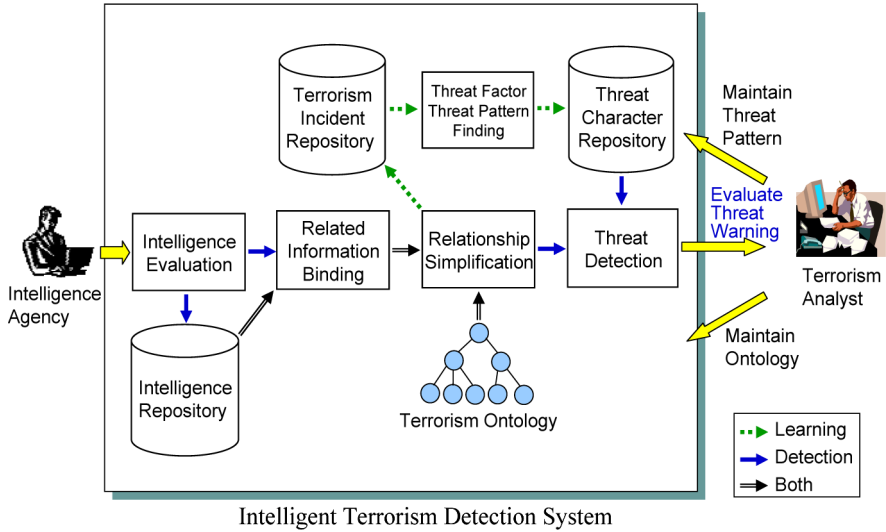 Terrorism
Incident
Repository
Threat Factor
Threat Pattern
Finding
Threat
Character
Repository
Maintain
Threat
Pattern
Intelligence
Agency
Intelligence
Evaluation
Related
Information
Binding
Relationship
Simplification
Threat
Detection
Evaluate
Threat
Warning
Terrorism
Analyst
Intelligence
Repository
Terrorism Ontology
Maintain
Ontology
Learning
Detection
Both
Intelligent Terrorism Detection System